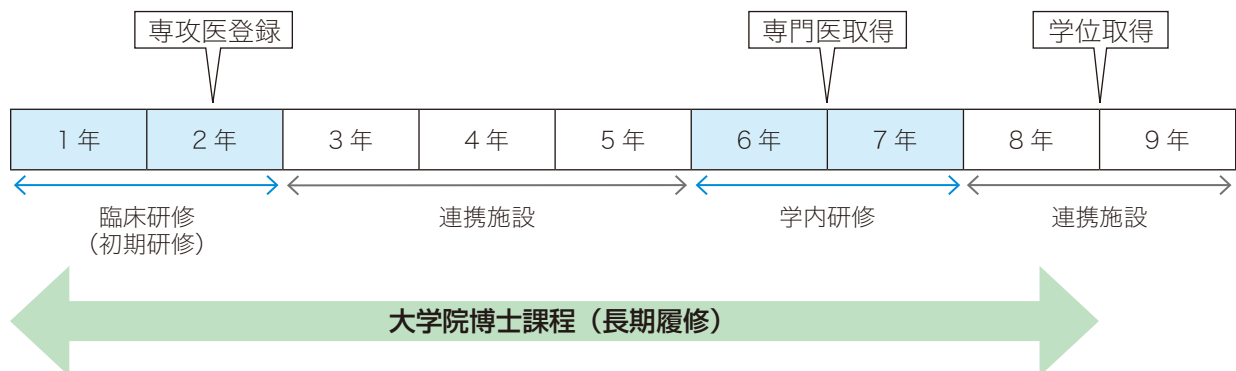 専攻医登録
専門医取得
学位取得
1年
2年
3年
4年
5年
6年
7年
8年
9年
臨床研修
（初期研修）
連携施設
学内研修
連携施設
大学院博士課程（長期履修）